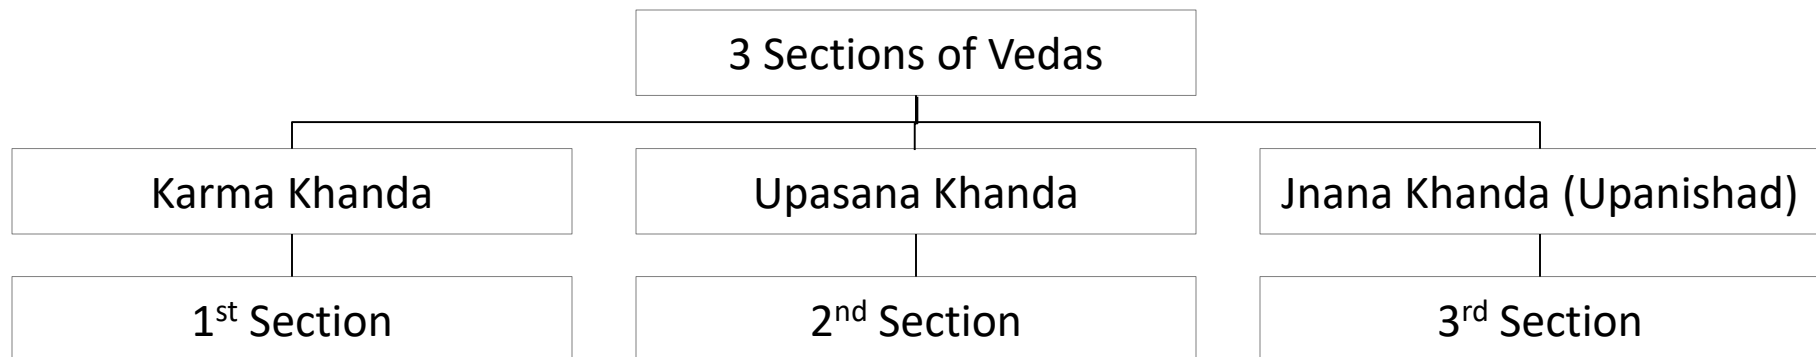 3 Sections of Vedas
Karma Khanda
Upasana Khanda
Jnana Khanda (Upanishad)
1st Section
2nd Section
3rd Section